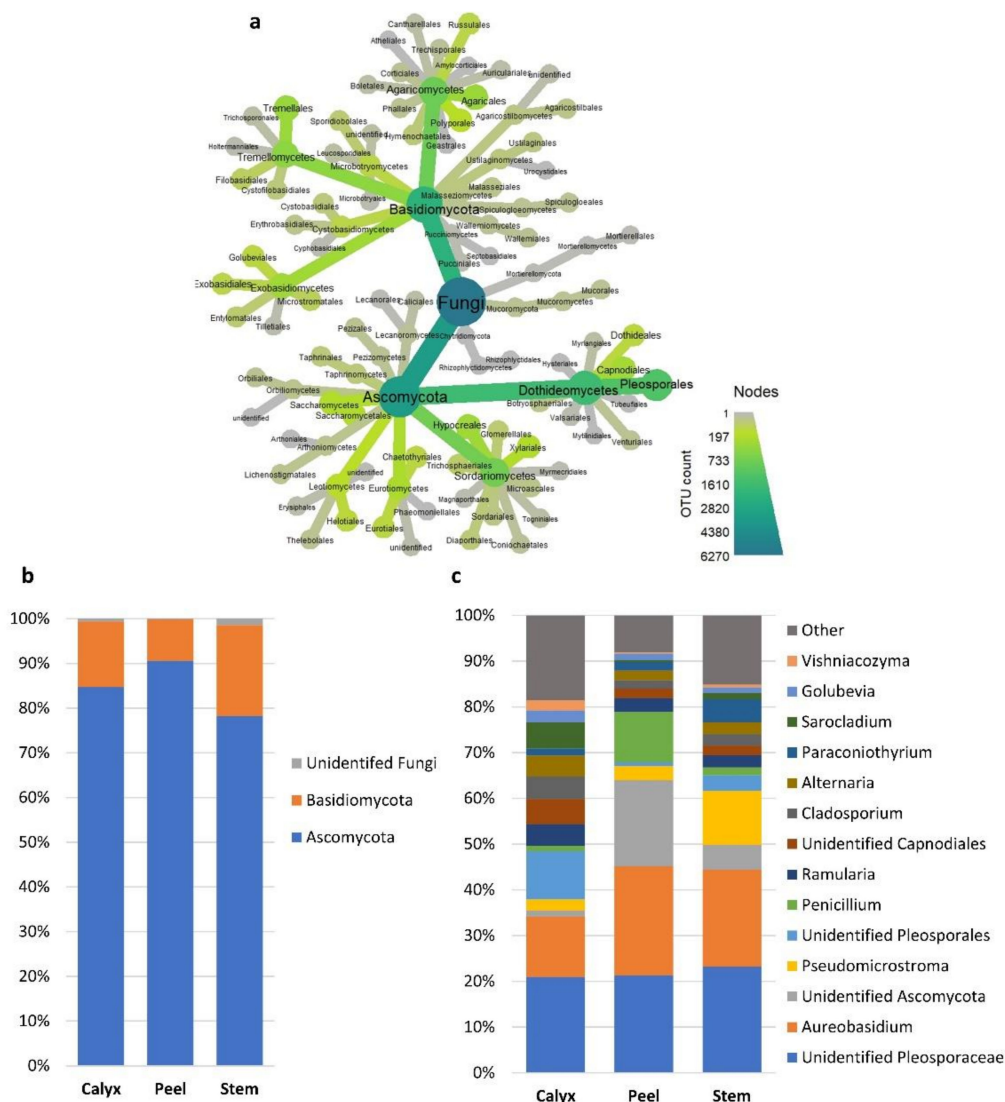 a
Cantharellales
Russulales
Atheliales
Trechisporales
Amylocorticiales
Corticiales
Auriculariales
unidentified
Boletales
Agaricomycetes
Phallales
Agaricales
Agaricostilbales
Polyporales
Agaricostilbomycetes
Hymenochaetales
Geastrales
Tremellales
Trichosporonales
Sporidiobolales
unidentified
Holtermanniales
Leucosporidiales
Tremellomycetes
Microbotryomycetes
Ustilaginales
Ustilaginomycetes
Urocystidales
Filobasidiales
Cystofilobasidiales
Microbotryales
Malasseziomycetes
Malasseziales
Cystobasidiales
Basidiomycota
Spiculogloeomycetes
Spiculogloeales
Erythrobasidiales
Cystobasidiomycetes
Wallemiomycetes
Wallemiales
Pucciniomycetes
Cyphobasidiales
Septobasidiales
Mortierellales
Golubeviales
Pucciniales
Mortierellomycetes
Mortierellomycota
Exobasidiales
Exobasidiomycetes
Microstromatales
Fungi
Mucorales
Mucoromycetes
Mucoromycota
Entylomatales
Tilletiales
Lecanorales
Caliciales
Lecanoromycetes
Chytridiomycota
Pezizales
Pezizomycetes
Rhizophlyctidales
Rhizophlyctidomycetes
Taphrinales
Taphrinomycetes
Myriangiales
Dothideales
Hysteriales
Capnodiales
Orbiliales
Orbiliomycetes
Ascomycota
Dothideomycetes
Pleosporales
Saccharomycetes
Saccharomycetales
Botryosphaeriales
Tubeufiales
unidentified
Valsariales
Hypocreales
Glomerellales
Mytilinidiales
Venturiales
Arthoniales
Arthoniomycetes
Xylariales
Chaetothyriales
Trichosphaeriales
Lichenostigmatales
unidentified
Sordariomycetes
Myrmecridiales
Leotiomycetes
Eurotiomycetes
Microascales
Magnaporthales
Erysiphales
Phaeomoniellales
Togniniales
Helotiales
Eurotiales
Sordariales
Thelebolales
unidentified
Diaporthales
Coniochaetales
Nodes
OTU count
1
197
733
1610
2820
4380
6270
b
100%
90%
80%
70%
60%
50%
40%
30%
20%
10%
0%
Calyx
Peel
Stem
Unidentifed Fungi
Basidiomycota
Ascomycota
c
100%
90%
80%
70%
60%
50%
40%
30%
20%
10%
0%
Calyx
Peel
Stem
Other
Vishniacozyma
Golubevia
Sarocladium
Paraconiothyrium
Alternaria
Cladosporium
Unidentified Capnodiales
Ramularia
Penicillium
Unidentified Pleosporales
Pseudomicrostroma
Unidentified Ascomycota
Aureobasidium
Unidentified Pleosporaceae